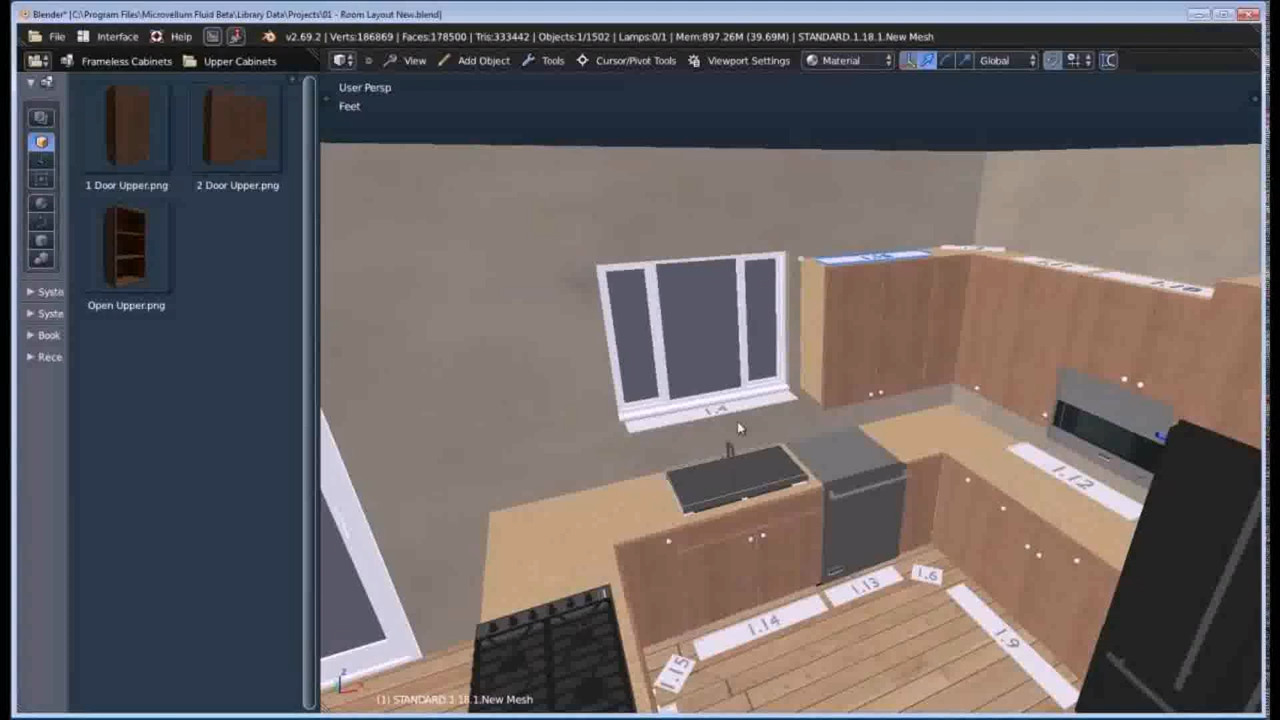 Blender* [C:\Program Files\Microvellum Fluid Beta\Library Data\Projects\01 - Room Layout New.blend]
File Interface Help v2.69.2 | Verts:186869 | Faces:178500 | Tris:333442 | Objects:1/1502 | Lamps:0/1 | Mem:897.26M (39.69M) | STANDARD.1.18.1.New Mesh
Frameless Cabinets Upper Cabinets View Add Object Tools Cursor/Pivot Tools Viewport Settings Material Global
User Persp
Feet
1 Door Upper.png 2 Door Upper.png
Open Upper.png
Syste
Syste
Book
Rece
1.4
1.12
1.6
1.13
1.14
1.9
1.15
(1) STANDARD.1.18.1.New Mesh